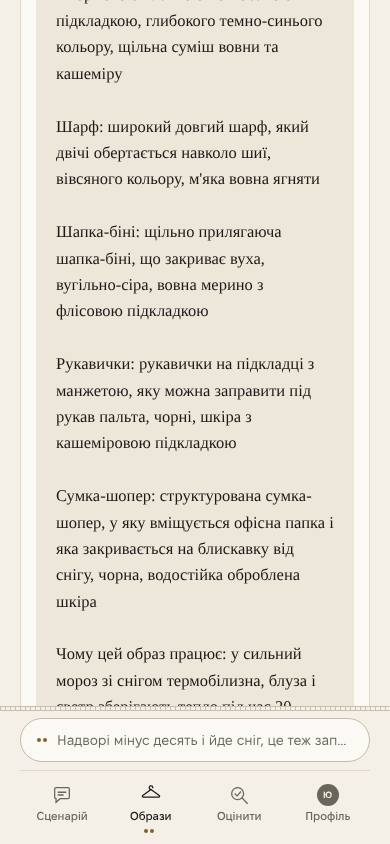 підкладкою, глибокого темно-синього
кольору, щільна суміш вовни та
кашеміру
Шарф: широкий довгий шарф, який
двічі обертається навколо шиї,
вівсяного кольору, м'яка вовна ягняти
Шапка-біні: щільно прилягаюча
шапка-біні, що закриває вуха,
вугільно-сіра, вовна мерино з
флісовою підкладкою
Рукавички: рукавички на підкладці з
манжетою, яку можна заправити під
рукав пальта, чорні, шкіра з
кашеміровою підкладкою
Сумка-шопер: структурована сумка-
шопер, у яку вміщується офісна папка і
яка закривається на блискавку від
снігу, чорна, водостійка оброблена
шкіра
Чому цей образ працює: у сильний
мороз зі снігом термобілизна, блуза і
Надворі мінус десять і йде сніг, це теж зап...
Сценарій
Образи
Оцінити
Ю
Профіль